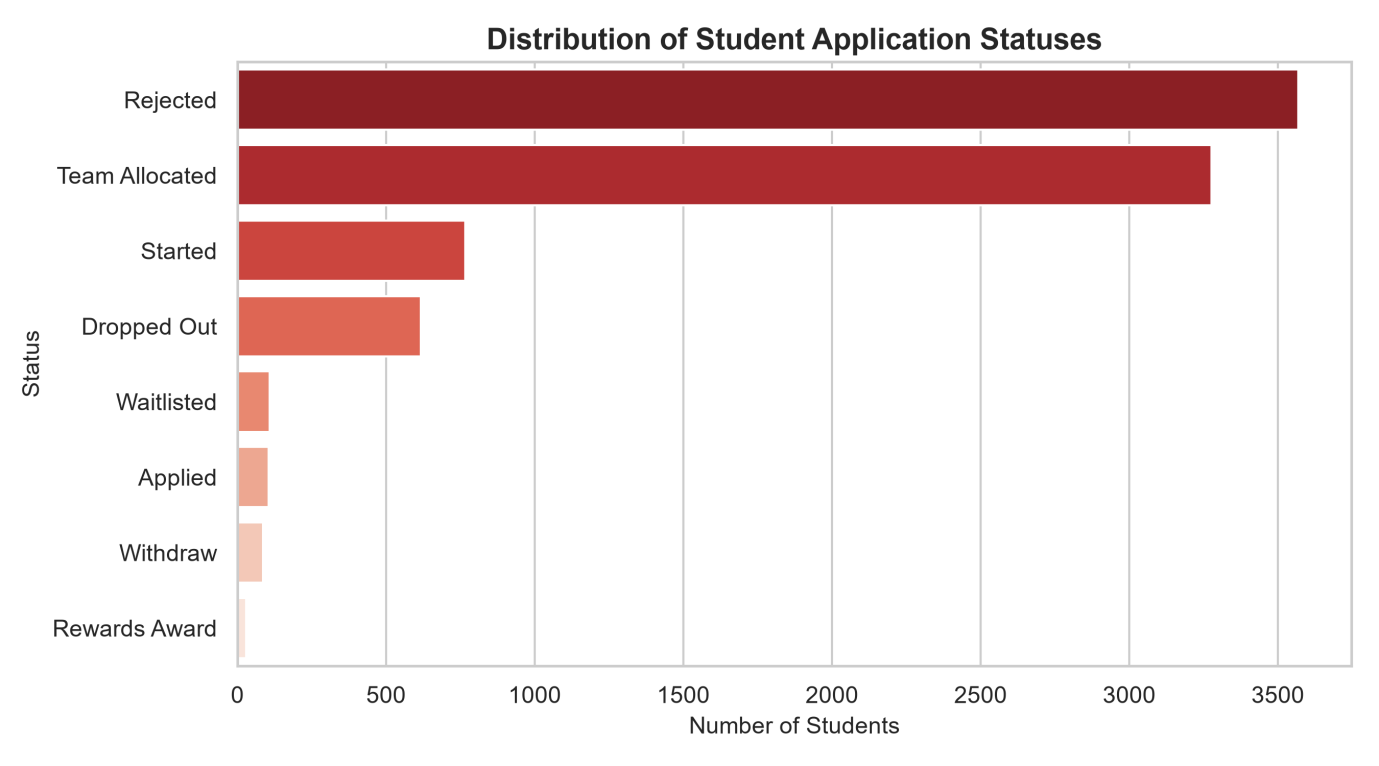 Distribution of Student Application Statuses
Rejected
Team Allocated
Started
Dropped Out
Waitlisted
Applied
Withdraw
Rewards Award
Status
0 500 1000 1500 2000 2500 3000 3500
Number of Students